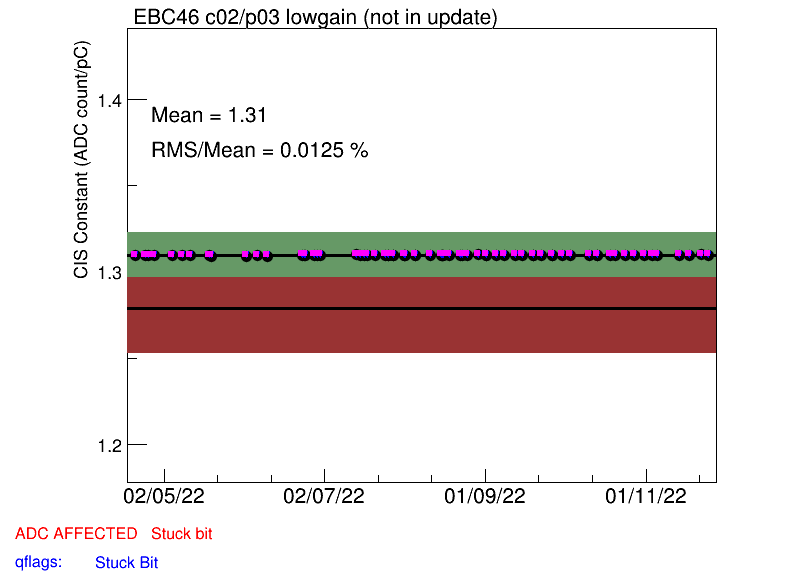 EBC46 c02/p03 lowgain (not in update)
CIS Constant (ADC count/pC)
1.4
Mean = 1.31
RMS/Mean = 0.0125 %
1.3
1.2
02/05/22 02/07/22 01/09/22 01/11/22
ADC AFFECTED Stuck bit
qflags: Stuck Bit